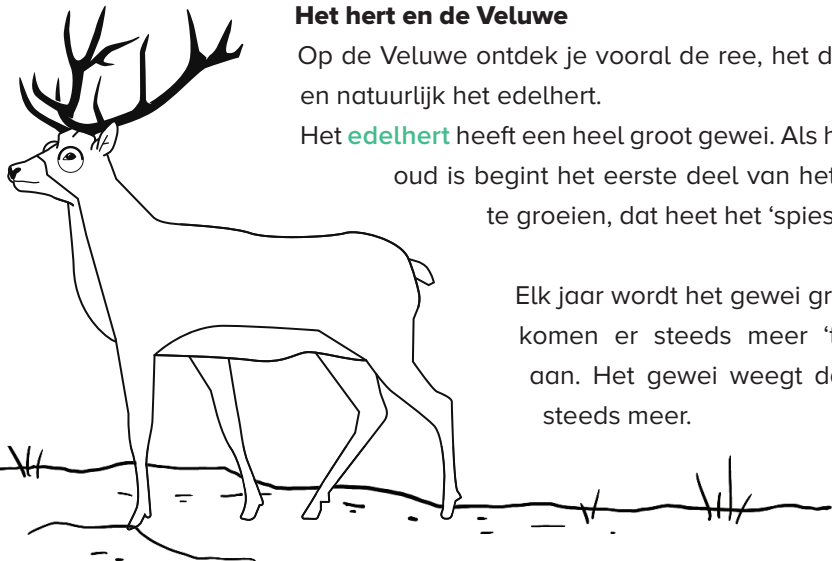 Het hert en de Veluwe
Op de Veluwe ontdek je vooral de ree, het
en natuurlijk het edelhert.
Het edelhert heeft een heel groot gewei. Als
oud is begint het eerste deel van het
te groeien, dat heet het ‘spies
Elk jaar wordt het gewei
komen er steeds meer
aan. Het gewei weegt
steeds meer.